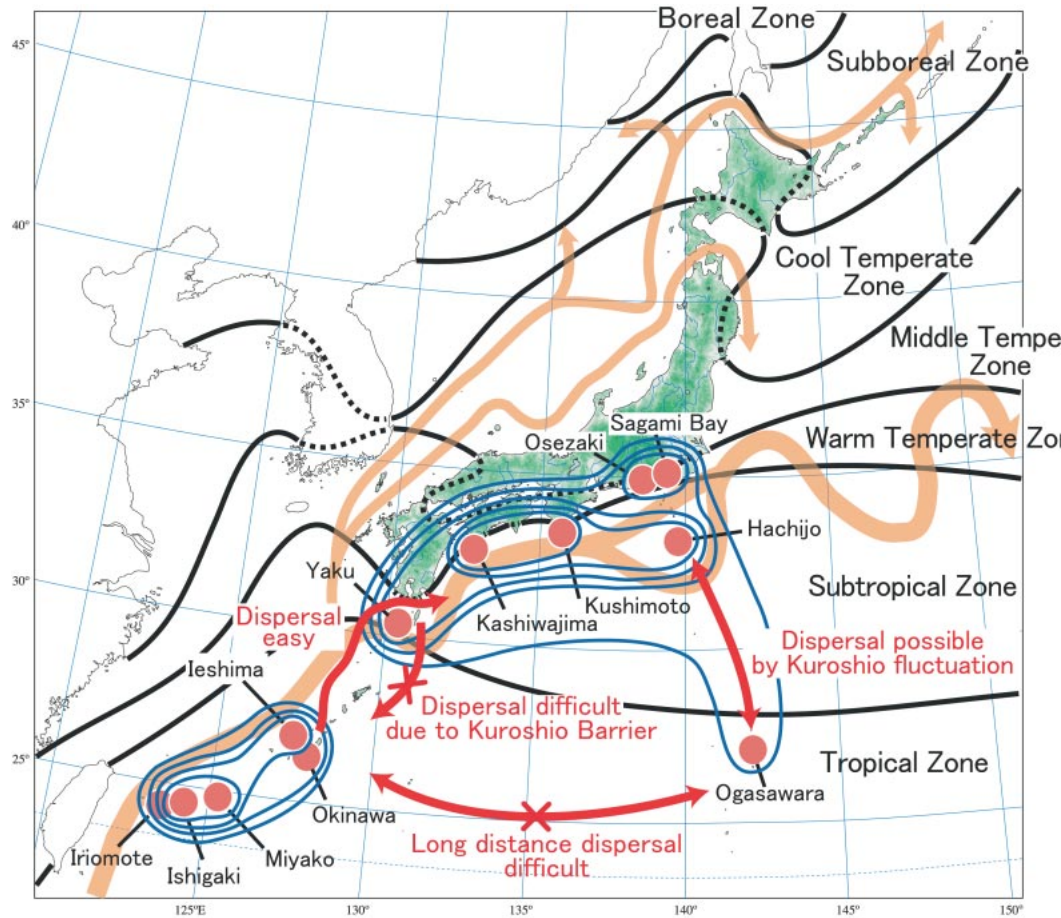 Boreal Zone
45°
Subboreal Zone
40°
Cool Temperate
Zone
Middle Tempe
Zone
35°
Sagami Bay
Osezaki
Warm Temperate Zo
Hachijo
30°
Yaku
Subtropical Zone
Kushimoto
Dispersal
easy
Kashiwajima
Dispersal possible
by Kuroshio fluctuation
Ieshima
Dispersal difficult
due to Kuroshio Barrier
25°
Tropical Zone
Ogasawara
Okinawa
Long distance dispersal
difficult
Iriomote
Miyako
Ishigaki
125°E
130°
135°
140°
145°
150°